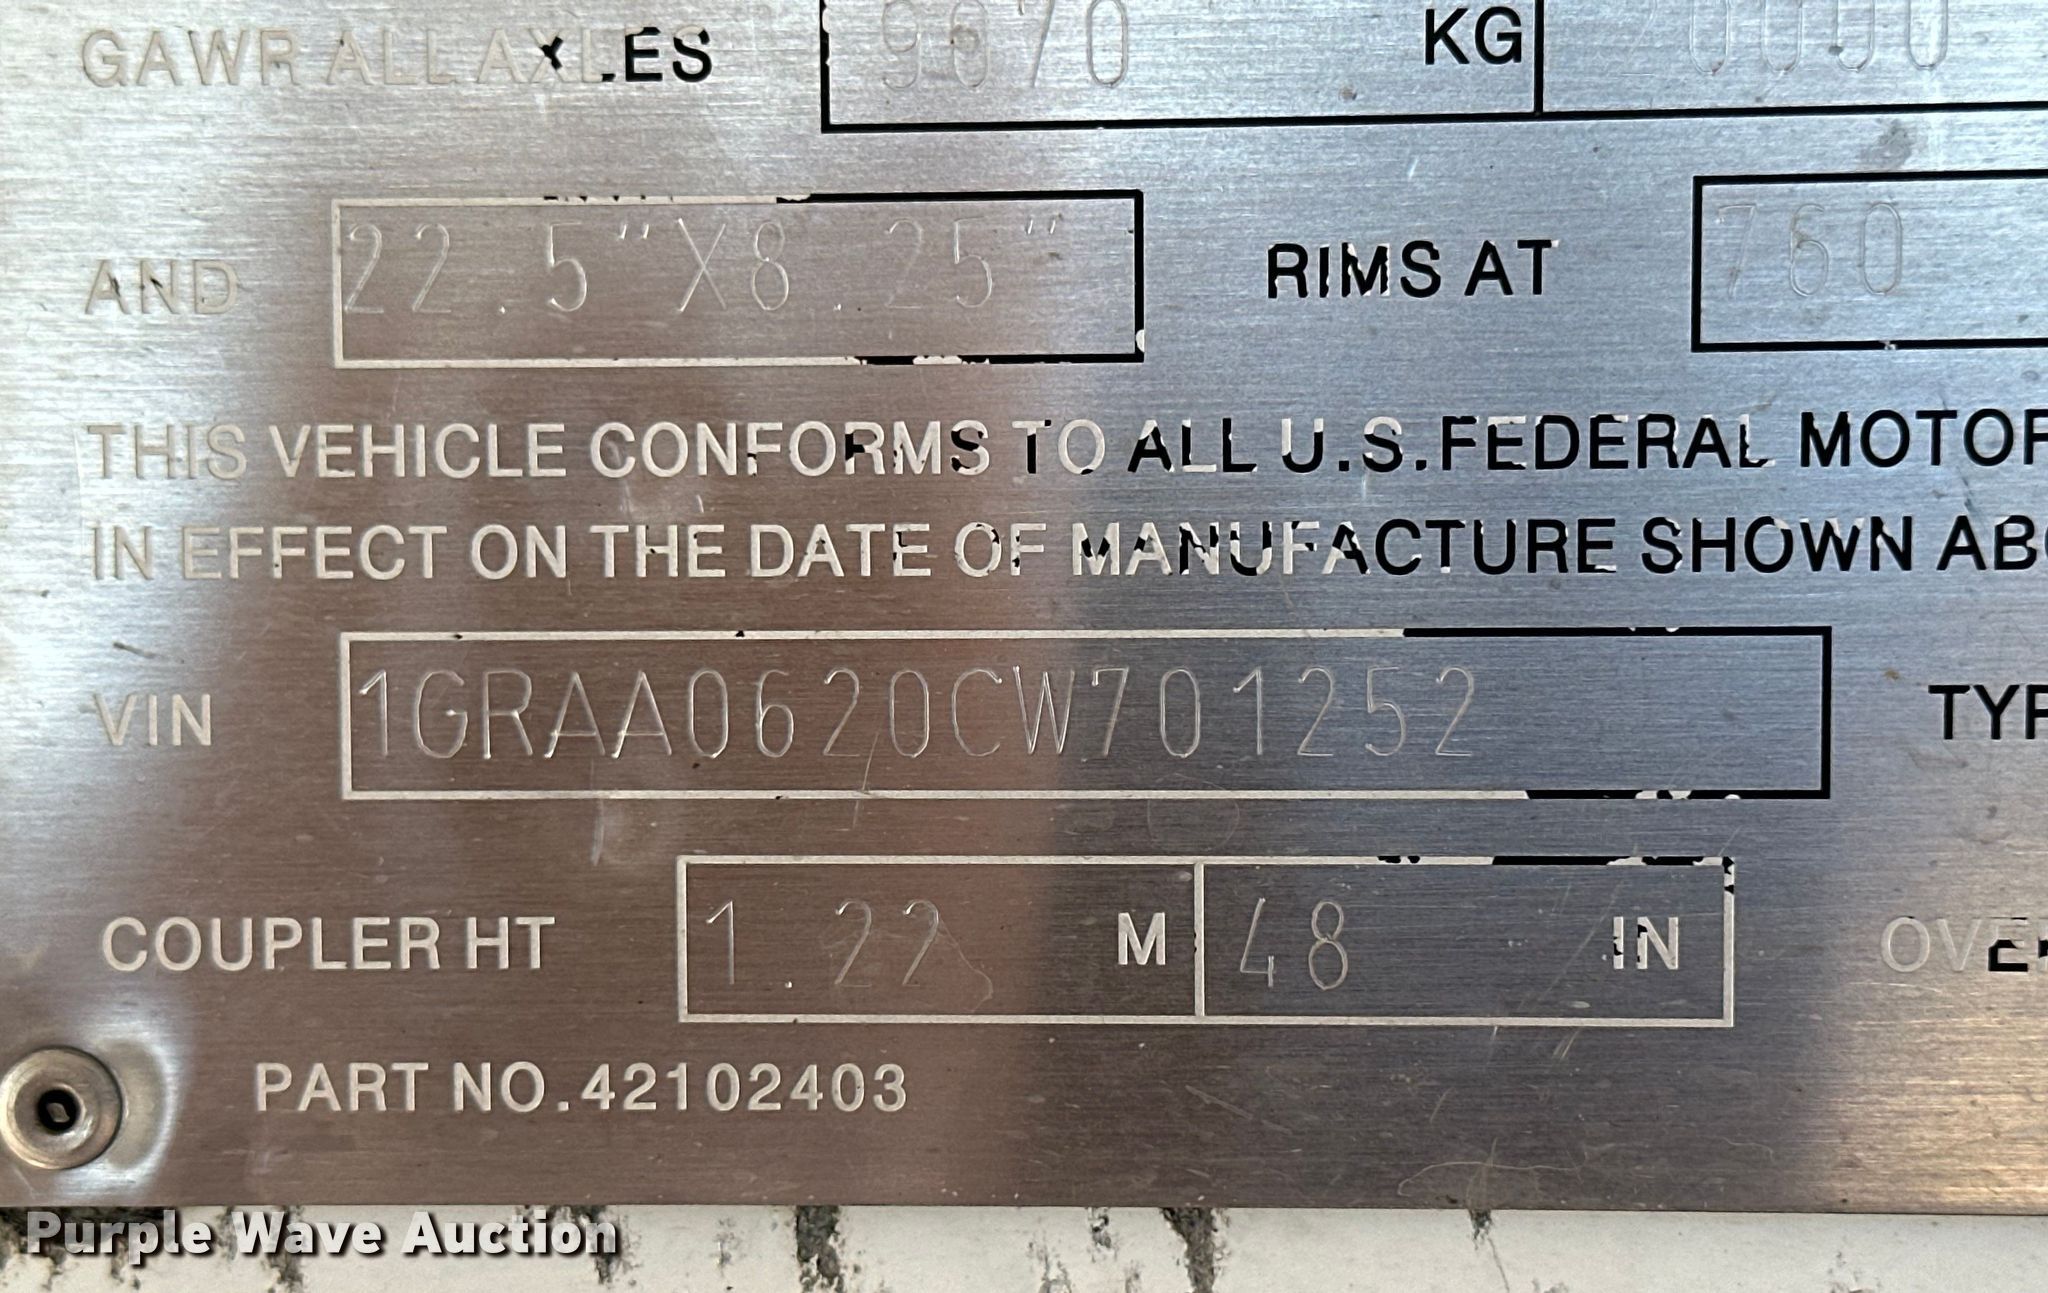 GAWR ALL AXLES 9070 KG 20000
AND 22.5"X8.25" RIMS AT 760
THIS VEHICLE CONFORMS TO ALL U.S.FEDERAL MOTOR
IN EFFECT ON THE DATE OF MANUFACTURE SHOWN ABO
VIN 1GRAA0620CW701252 TYP
COUPLER HT 1.22 M 48 IN OVER
PART NO.42102403
Purple Wave Auction